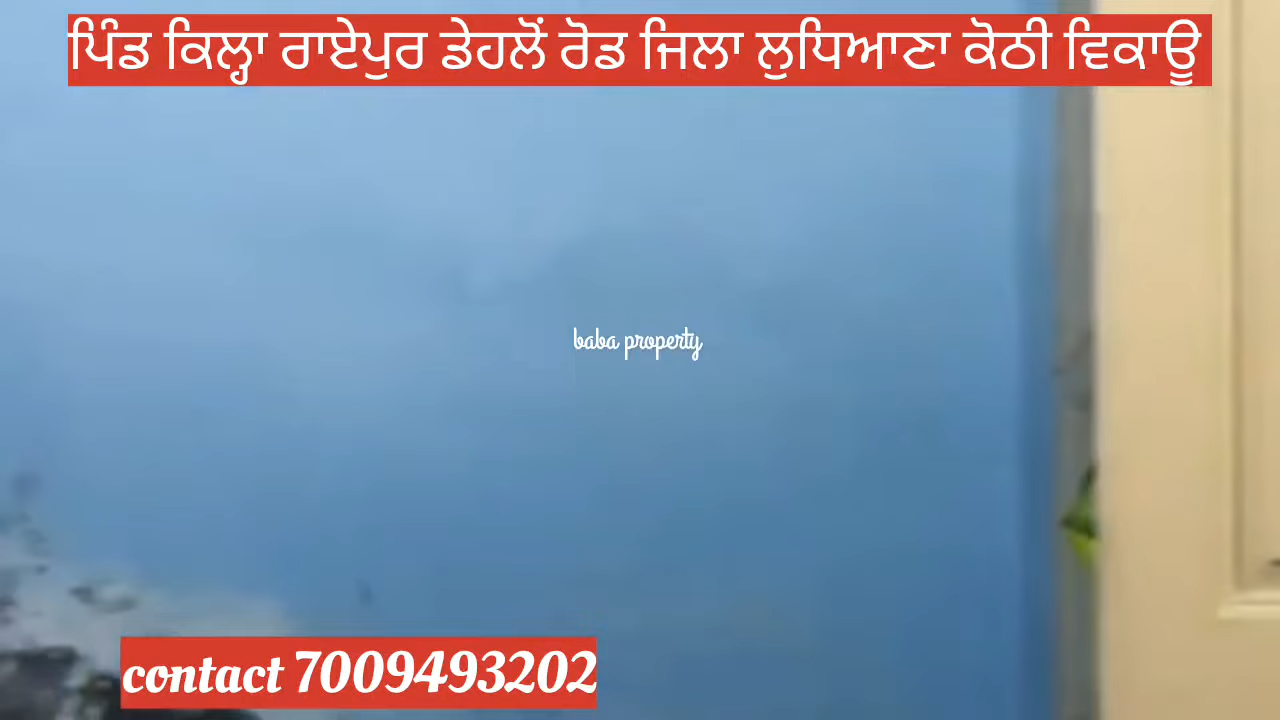 ਪਿੰਡ ਕਿਲ੍ਹਾ ਰਾਏਪੁਰ ਡੇਹਲੋਂ ਰੋਡ ਜਿਲਾ ਲੁਧਿਆਣਾ ਕੋਠੀ ਵਿਕਾਊ
baba property
contact 7009493202